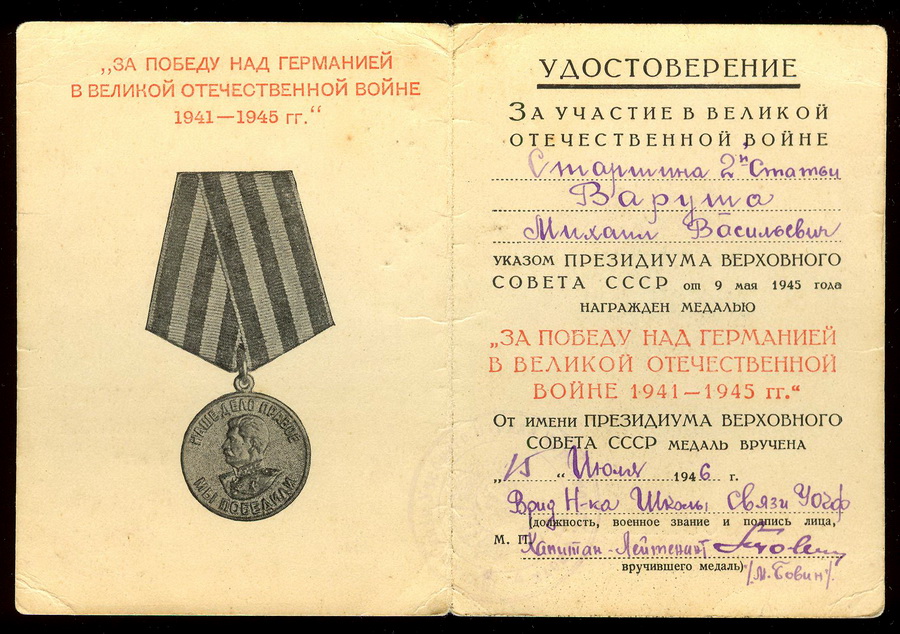 „ЗА ПОБЕДУ НАД ГЕРМАНИЕЙ
В ВЕЛИКОЙ ОТЕЧЕСТВЕННОЙ ВОЙНЕ
1941—1945 гг.“
НАШЕ ДЕЛО ПРАВОЕ
МЫ ПОБЕДИЛИ
УДОСТОВЕРЕНИЕ
ЗА УЧАСТИЕ В ВЕЛИКОЙ
ОТЕЧЕСТВЕННОЙ ВОЙНЕ
Старшина 2й Статьи
Варуша
Михаил Васильевич
УКАЗОМ ПРЕЗИДИУМА ВЕРХОВНОГО
СОВЕТА СССР от 9 мая 1945 года
НАГРАЖДЕН МЕДАЛЬЮ
„ЗА ПОБЕДУ НАД ГЕРМАНИЕЙ
В ВЕЛИКОЙ ОТЕЧЕСТВЕННОЙ
ВОЙНЕ 1941—1945 гг.“
От имени ПРЕЗИДИУМА ВЕРХОВНОГО
СОВЕТА СССР МЕДАЛЬ ВРУЧЕНА
„15“ Июля 1946 г.
Врид Н-ка Школы Связи
(должность, военное звание и подпись лица,
М. П. Капитан-Лейтенант
вручившего медаль)
/М. Бовин/